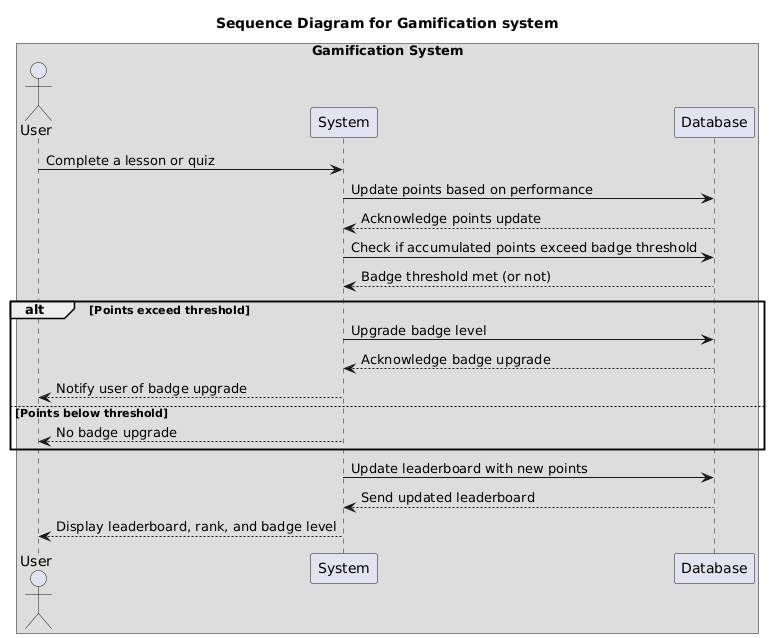 Sequence Diagram for Gamification system
Gamification System
User
System
Database
Complete a lesson or quiz
Update points based on performance
Acknowledge points update
Check if accumulated points exceed badge threshold
Badge threshold met (or not)
alt [Points exceed threshold]
Upgrade badge level
Acknowledge badge upgrade
Notify user of badge upgrade
[Points below threshold]
No badge upgrade
Update leaderboard with new points
Send updated leaderboard
Display leaderboard, rank, and badge level
User
System
Database